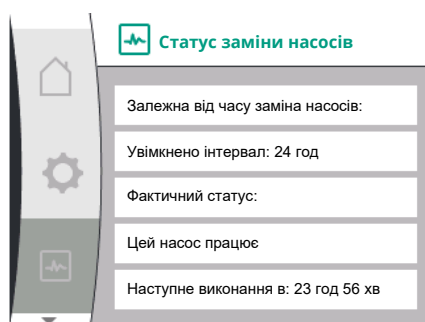 Статус заміни насосів
Залежна від часу заміна насосів:
Увімкнено інтервал: 24 год
Фактичний статус:
Цей насос працює
Наступне виконання в: 23 год 56 хв